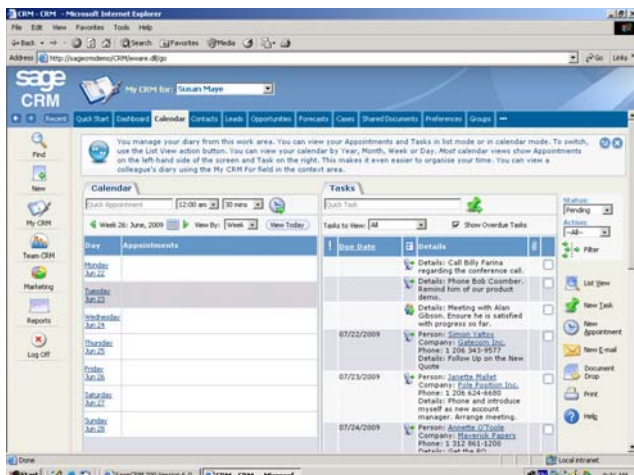 CRM - CRM - Microsoft Internet Explorer
File Edit View Favorites Tools Help
Back Search Favorites Media
Address http://sagecrmdemo/CRM/eware.dll/go Go Links
sage
CRM
My CRM for: Susan Maye
Recent Quick Start Dashboard Calendar Contacts Leads Opportunities Forecasts Cases Shared Documents Preferences Groups
You manage your diary from this work area. You can view your Appointments and Tasks in list mode or in calendar mode. To switch,
use the List View action button. You can view your calendar by Year, Month, Week or Day. Most calendar views show Appointments
on the left-hand side of the screen and Task on the right. This makes it even easier to organise your time. You can view a
colleague's diary using the My CRM For field in the context area.
Find
New
My CRM
Team CRM
Marketing
Reports
Log Off
Calendar
Quick Appointment 12:00 am 30 mins
Week 26: June, 2009 View By: Week View Today
Day Appointments
Monday
Jun 22
Tuesday
Jun 23
Wednesday
Jun 24
Thursday
Jun 25
Friday
Jun 26
Saturday
Jun 27
Sunday
Jun 28
Tasks
Quick Task
Tasks to View: All Show Overdue Tasks
! Due Date Details
Details: Call Billy Farina
regarding the conference call.
Details: Phone Bob Coomber.
Remind him of our product
demo.
Details: Meeting with Alan
Gibson. Ensure he is satisfied
with progress so far.
07/22/2009 Person: Simon Yaltoy
Company: Gatecom Inc.
Phone: 1 206 343-9577
Details: Follow Up on the New
Quote
07/23/2009 Person: Janette Mallet
Company: Pole Position Inc.
Phone: 1 206 624-6680
Details: Phone and introduce
myself as new account
manager. Arrange meeting.
07/24/2009 Person: Annette O'Toole
Company: Maverick Papers
Phone: 1 312 861-1200
Status:
Pending
Action:
--All--
Filter
List View
New Task
New
Appointment
New E-mail
Document
Drop
Print
Help
Done Local intranet
CRM - CRM - Microsof...